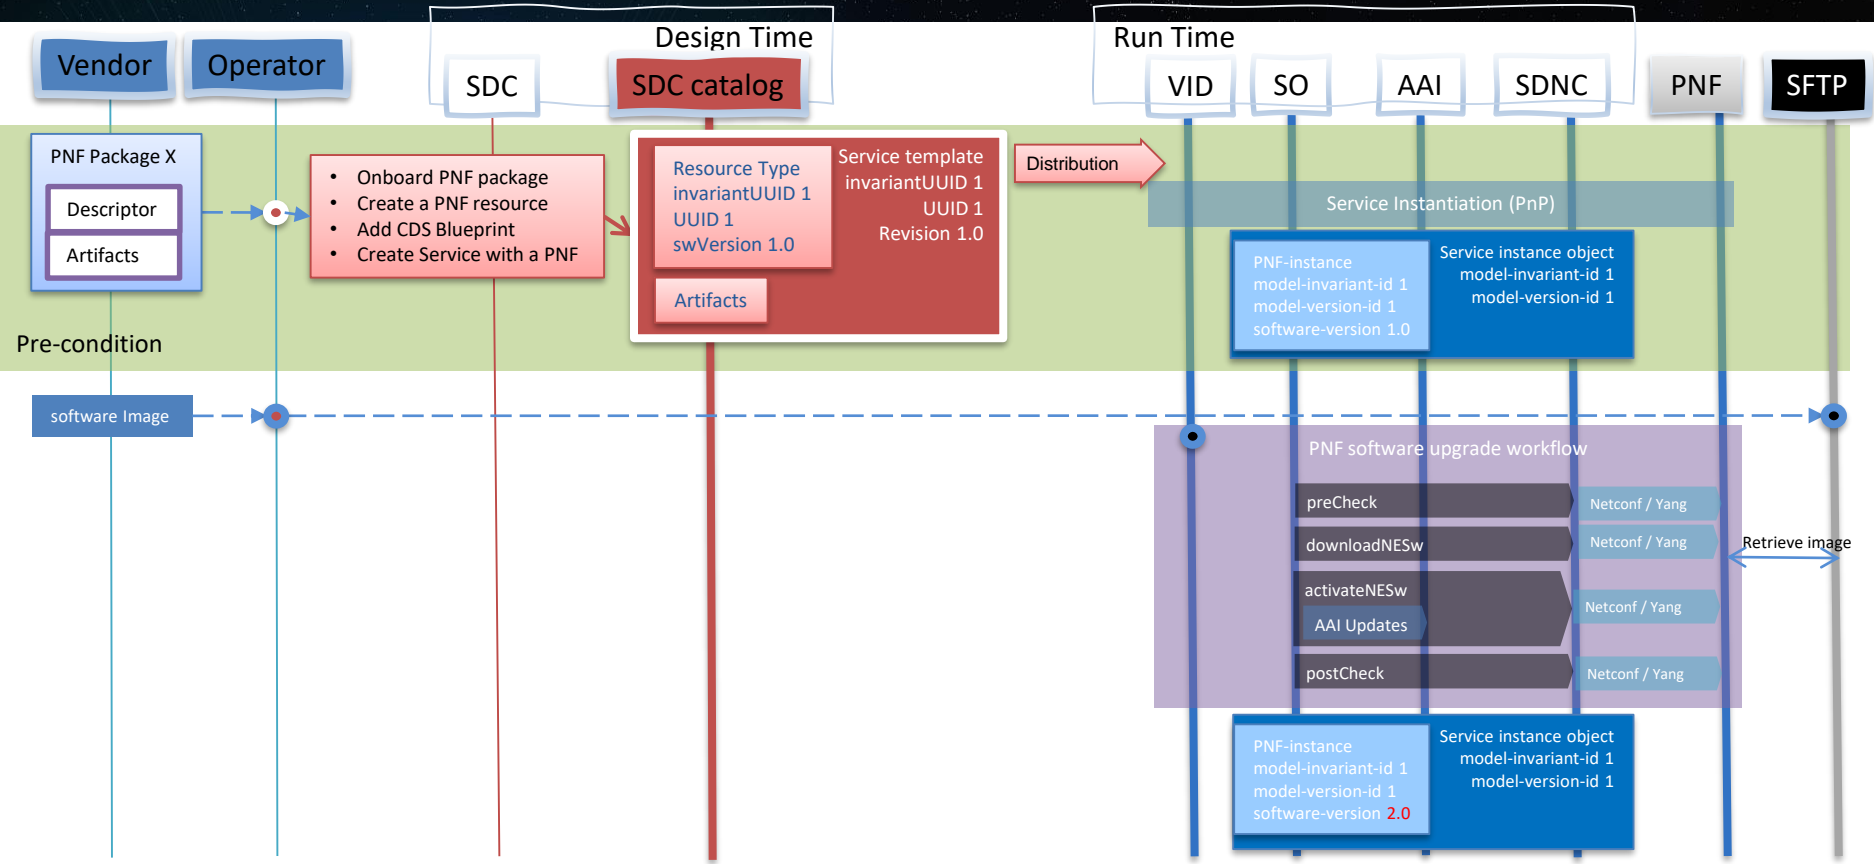 Design Time
Run Time
Vendor
Operator
SDC
SDC catalog
VID
SO
AAI
SDNC
PNF
SFTP
PNF Package X
Descriptor
Artifacts
• Onboard PNF package
• Create a PNF resource
• Add CDS Blueprint
• Create Service with a PNF
Resource Type
invariantUUID 1
UUID 1
swVersion 1.0
Artifacts
Service template
invariantUUID 1
UUID 1
Revision 1.0
Distribution
Service Instantiation (PnP)
PNF-instance
model-invariant-id 1
model-version-id 1
software-version 1.0
Service instance object
model-invariant-id 1
model-version-id 1
Pre-condition
software Image
PNF software upgrade workflow
preCheck
Netconf / Yang
downloadNESw
Netconf / Yang
Retrieve image
activateNESw
AAI Updates
Netconf / Yang
postCheck
Netconf / Yang
PNF-instance
model-invariant-id 1
model-version-id 1
software-version 2.0
Service instance object
model-invariant-id 1
model-version-id 1